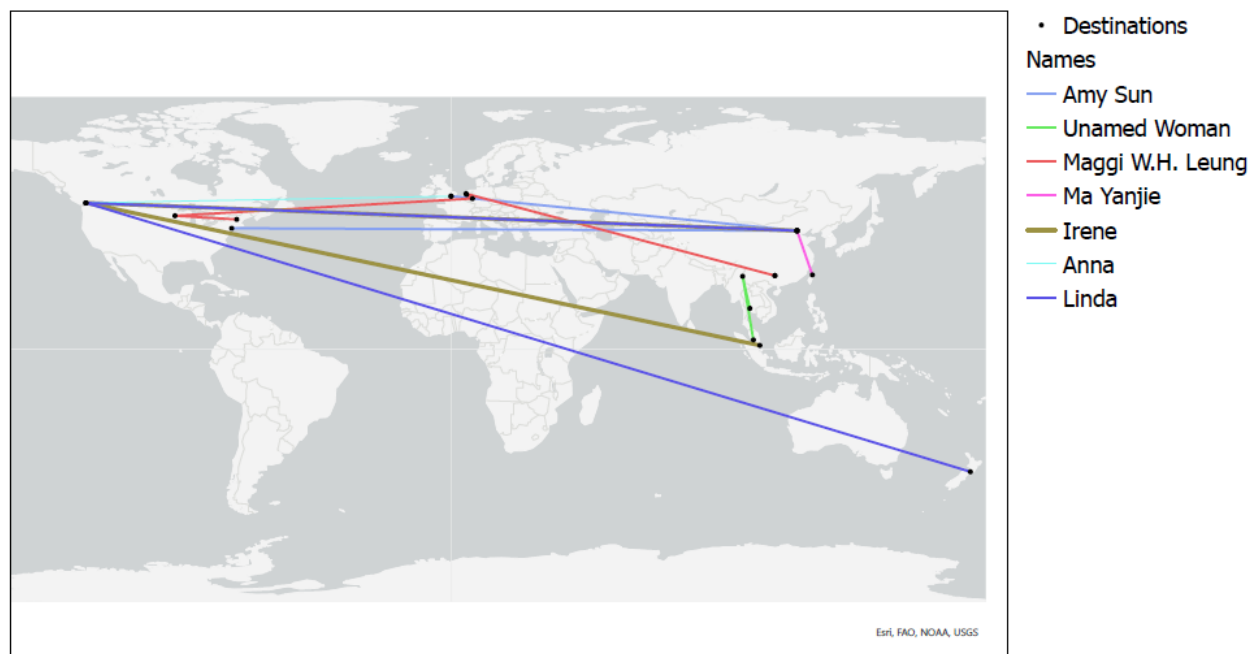 Destinations
Names
Amy Sun
Unamed Woman
Maggi W.H. Leung
Ma Yanjie
Irene
Anna
Linda
Esri, FAO, NOAA, USGS